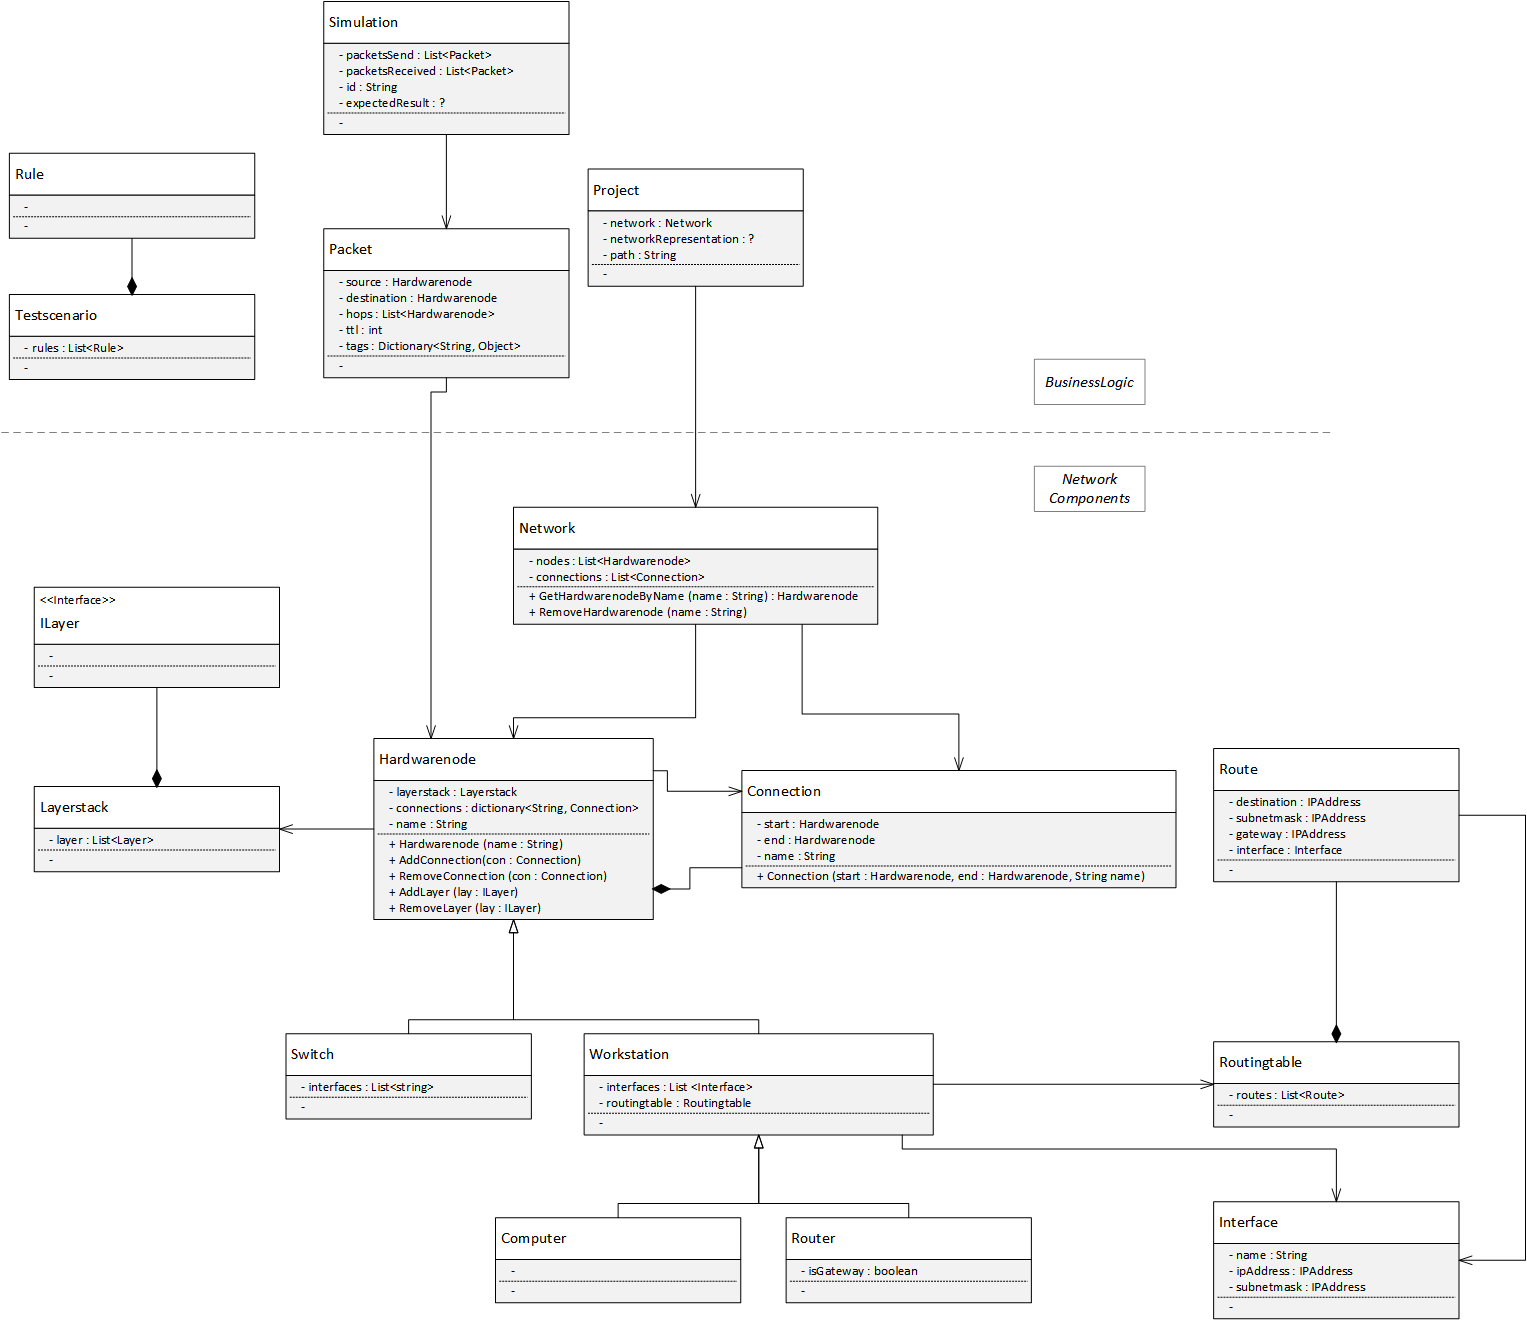 Simulation
- packetsSend : List<Packet>
- packetsReceived : List<Packet>
- id : String
- expectedResult : ?
-
Rule
-
-
Project
- network : Network
- networkRepresentation : ?
- path : String
-
Packet
- source : Hardwarenode
- destination : Hardwarenode
- hops : List<Hardwarenode>
- ttl : int
- tags : Dictionary<String, Object>
-
Testscenario
- rules : List<Rule>
-
BusinessLogic
Network
Components
Network
- nodes : List<Hardwarenode>
- connections : List<Connection>
+ GetHardwarenodeByName (name : String) : Hardwarenode
+ RemoveHardwarenode (name : String)
<<Interface>>
ILayer
-
-
Layerstack
- layer : List<Layer>
-
Hardwarenode
- layerstack : Layerstack
- connections : dictionary<String, Connection>
- name : String
+ Hardwarenode (name : String)
+ AddConnection(con : Connection)
+ RemoveConnection (con : Connection)
+ AddLayer (lay : ILayer)
+ RemoveLayer (lay : ILayer)
Connection
- start : Hardwarenode
- end : Hardwarenode
- name : String
+ Connection (start : Hardwarenode, end : Hardwarenode, String name)
Route
- destination : IPAddress
- subnetmask : IPAddress
- gateway : IPAddress
- interface : Interface
-
Switch
- interfaces : List<string>
-
Workstation
- interfaces : List <Interface>
- routingtable : Routingtable
-
Routingtable
- routes : List<Route>
-
Computer
-
-
Router
- isGateway : boolean
-
Interface
- name : String
- ipAddress : IPAddress
- subnetmask : IPAddress
-